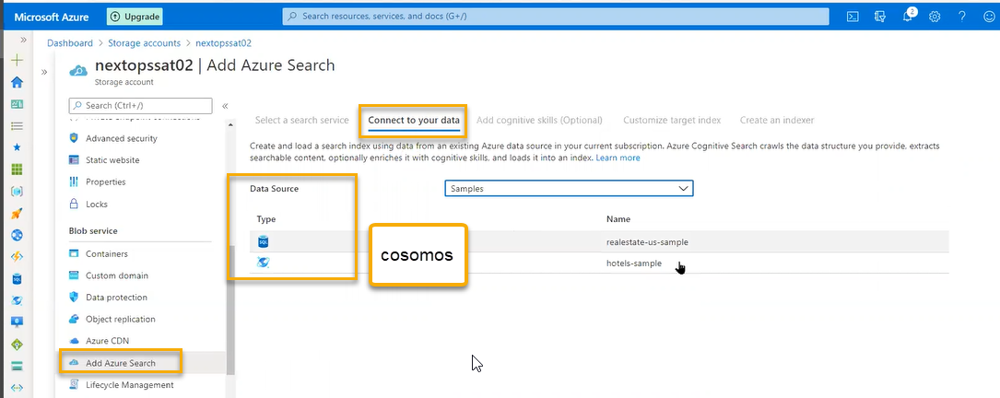 Microsoft Azure
Upgrade
Search resources, services, and docs (G+/)
2
Dashboard > Storage accounts > nextopssat02
nextopssat02 | Add Azure Search
Storage account
Search (Ctrl+/)
Advanced security
Static website
Properties
Locks
Blob service
Containers
Custom domain
Data protection
Object replication
Azure CDN
Add Azure Search
Lifecycle Management
Select a search service
Connect to your data
Add cognitive skills (Optional)
Customize target index
Create an indexer
Create and load a search index using data from an existing Azure data source in your current subscription. Azure Cognitive Search crawls the data structure you provide, extracts
searchable content, optionally enriches it with cognitive skills, and loads it into an index. Learn more
Data Source
Samples
Type
Name
SQL
realestate-us-sample
hotels-sample
cosomos